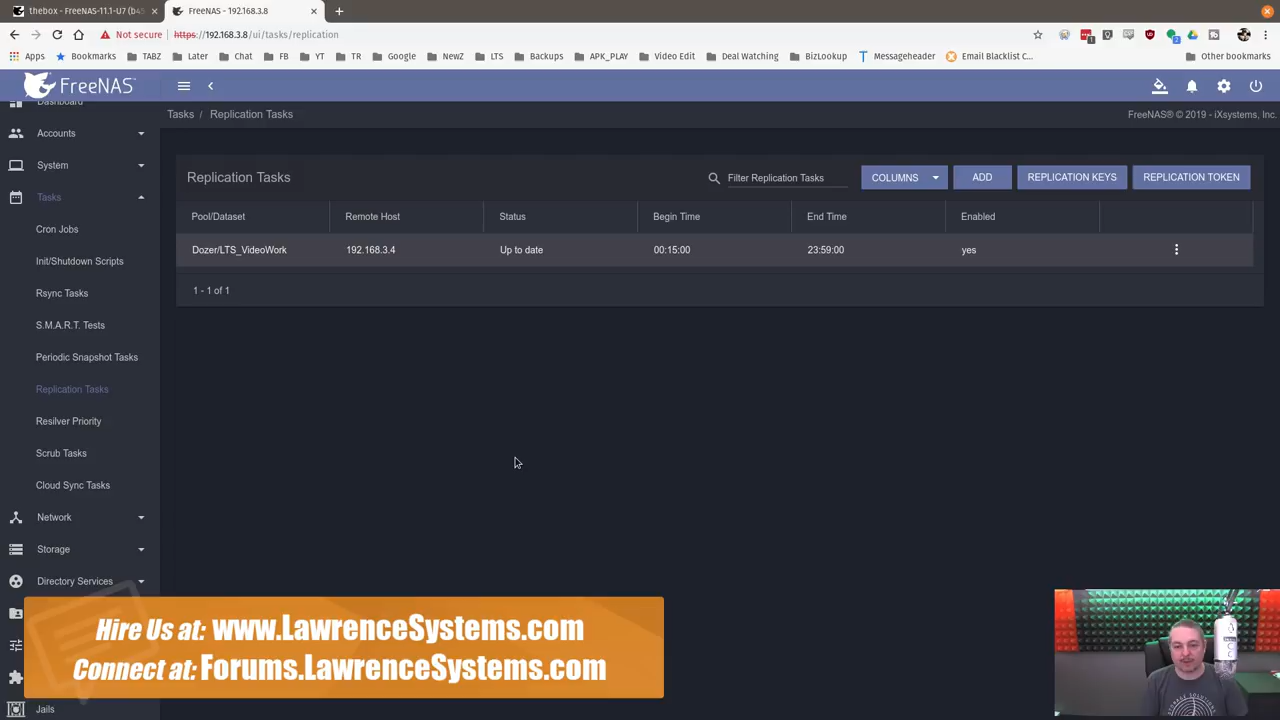 thebox - FreeNAS-11.1-U7 (b4
FreeNAS - 192.168.3.8
Not secure https://192.168.3.8/ui/tasks/replication
Apps Bookmarks TABZ Later Chat FB YT TR Google NewZ LTS Backups APK_PLAY Video Edit Deal Watching BizLookup Messageheader Email Blacklist C... Other bookmarks
FreeNAS®
Tasks / Replication Tasks
FreeNAS® © 2019 - iXsystems, Inc.
Dashboard
Accounts
System
Tasks
Cron Jobs
Init/Shutdown Scripts
Rsync Tasks
S.M.A.R.T. Tests
Periodic Snapshot Tasks
Replication Tasks
Resilver Priority
Scrub Tasks
Cloud Sync Tasks
Network
Storage
Directory Services
Jails
Replication Tasks
Filter Replication Tasks
COLUMNS
ADD
REPLICATION KEYS
REPLICATION TOKEN
Pool/Dataset Remote Host Status Begin Time End Time Enabled
Dozer/LTS_VideoWork 192.168.3.4 Up to date 00:15:00 23:59:00 yes
1 - 1 of 1
Hire Us at: www.LawrenceSystems.com
Connect at: Forums.LawrenceSystems.com